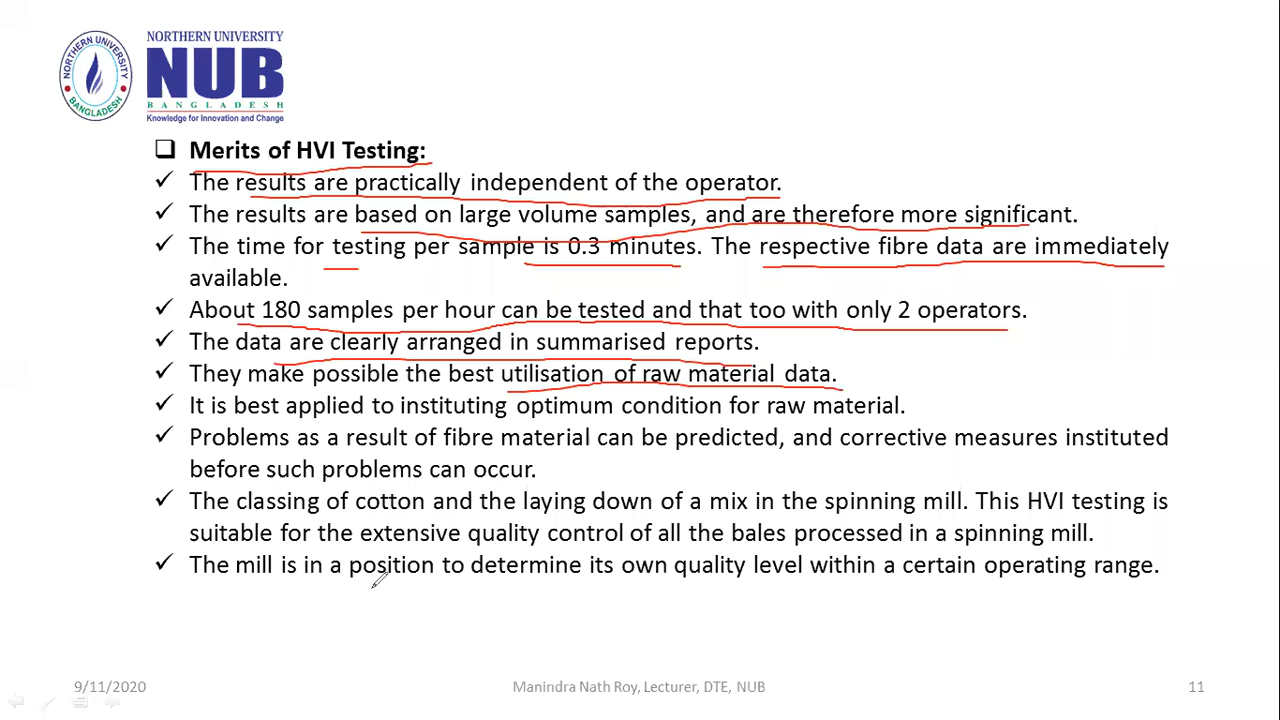 NORTHERN UNIVERSITY
BANGLADESH
NORTHERN UNIVERSITY
NUB
BANGLADESH
Knowledge for Innovation and Change
Merits of HVI Testing:
The results are practically independent of the operator.
The results are based on large volume samples, and are therefore more significant.
The time for testing per sample is 0.3 minutes. The respective fibre data are immediately
available.
About 180 samples per hour can be tested and that too with only 2 operators.
The data are clearly arranged in summarised reports.
They make possible the best utilisation of raw material data.
It is best applied to instituting optimum condition for raw material.
Problems as a result of fibre material can be predicted, and corrective measures instituted
before such problems can occur.
The classing of cotton and the laying down of a mix in the spinning mill. This HVI testing is
suitable for the extensive quality control of all the bales processed in a spinning mill.
The mill is in a position to determine its own quality level within a certain operating range.
9/11/2020
Manindra Nath Roy, Lecturer, DTE, NUB
11